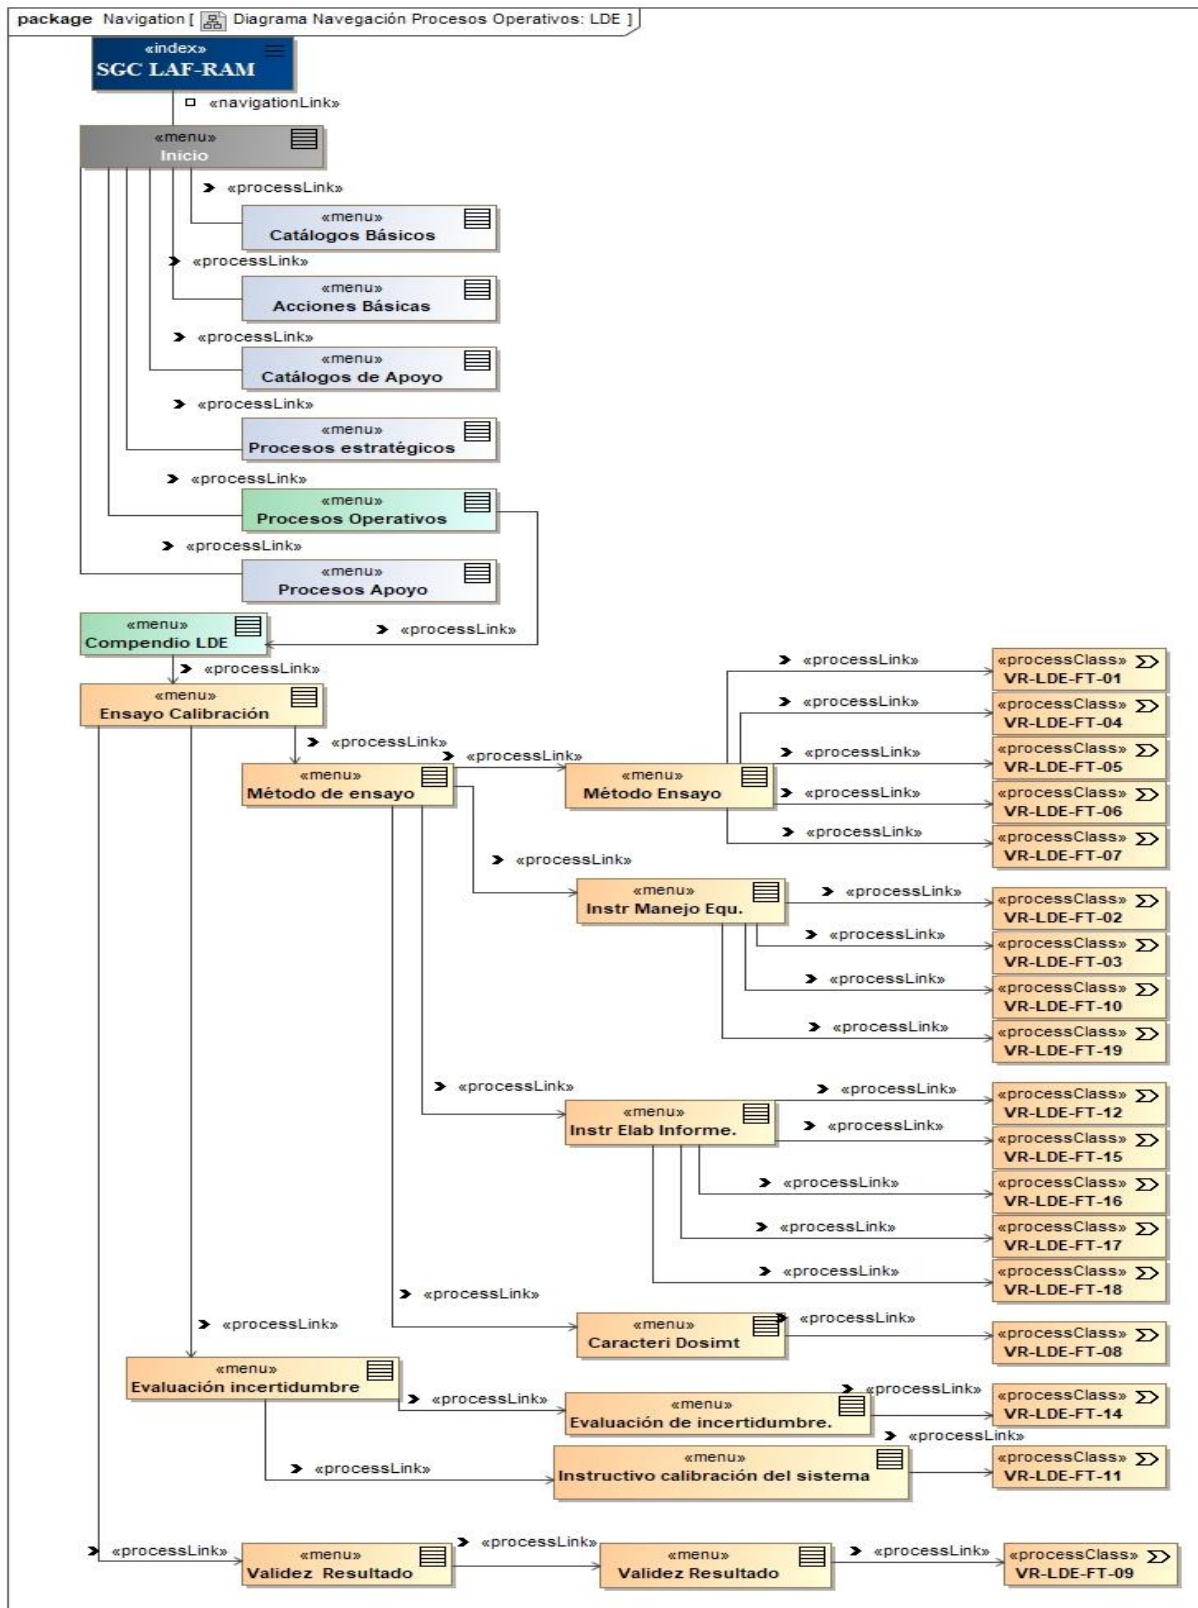 package Navigation [ Diagrama Navegación Procesos Operativos: LDE ]
«index»
SGC LAF-RAM
«navigationLink»
«menu»
Inicio
«processLink»
«menu»
Catálogos Básicos
«processLink»
«menu»
Acciones Básicas
«processLink»
«menu»
Catálogos de Apoyo
«processLink»
«menu»
Procesos estratégicos
«processLink»
«menu»
Procesos Operativos
«processLink»
«menu»
Procesos Apoyo
«menu»
Compendio LDE
«processLink»
«processLink»
«menu»
Ensayo Calibración
«processLink»
«menu»
Método de ensayo
«processLink»
«menu»
Método Ensayo
«processLink»
«processClass»
VR-LDE-FT-01
«processLink»
«processClass»
VR-LDE-FT-04
«processLink»
«processClass»
VR-LDE-FT-05
«processLink»
«processClass»
VR-LDE-FT-06
«processLink»
«processClass»
VR-LDE-FT-07
«processLink»
«menu»
Instr Manejo Equ.
«processLink»
«processClass»
VR-LDE-FT-02
«processLink»
«processClass»
VR-LDE-FT-03
«processLink»
«processClass»
VR-LDE-FT-10
«processLink»
«processClass»
VR-LDE-FT-19
«processLink»
«menu»
Instr Elab Informe.
«processLink»
«processClass»
VR-LDE-FT-12
«processLink»
«processClass»
VR-LDE-FT-15
«processLink»
«processClass»
VR-LDE-FT-16
«processLink»
«processClass»
VR-LDE-FT-17
«processLink»
«processClass»
VR-LDE-FT-18
«processLink»
«menu»
Caracteri Dosimt
«processLink»
«processClass»
VR-LDE-FT-08
«processLink»
«menu»
Evaluación incertidumbre
«processLink»
«menu»
Evaluación de incertidumbre.
«processLink»
«processClass»
VR-LDE-FT-14
«processLink»
«menu»
Instructivo calibración del sistema
«processLink»
«processClass»
VR-LDE-FT-11
«processLink»
«menu»
Validez Resultado
«processLink»
«menu»
Validez Resultado
«processLink»
«processClass»
VR-LDE-FT-09